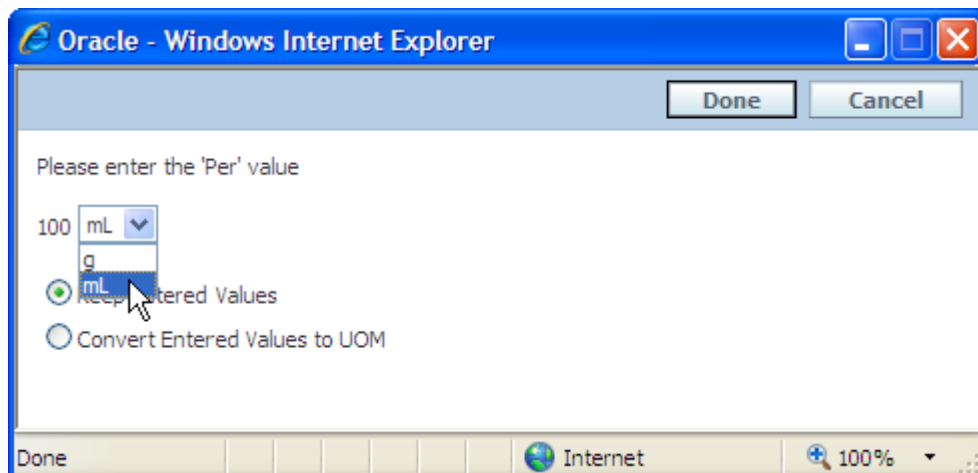 Oracle - Windows Internet Explorer
Done Cancel
Please enter the 'Per' value
100 mL
g
mL
Entered Values
Convert Entered Values to UOM
Done Internet 100%